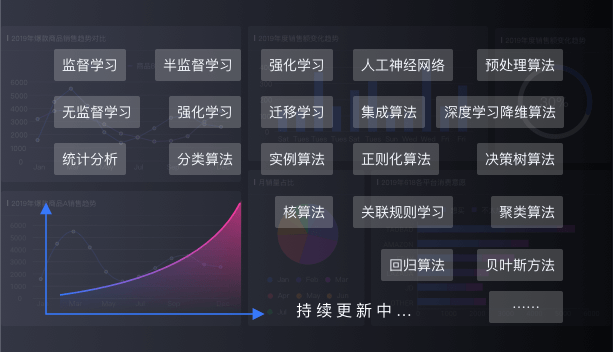 监督学习 半监督学习 强化学习 人工神经网络 预处理算法
无监督学习 强化学习 迁移学习 集成算法 深度学习降维算法
统计分析 分类算法 实例算法 正则化算法 决策树算法
核算法 关联规则学习 聚类算法
回归算法 贝叶斯方法
……
持续更新中...